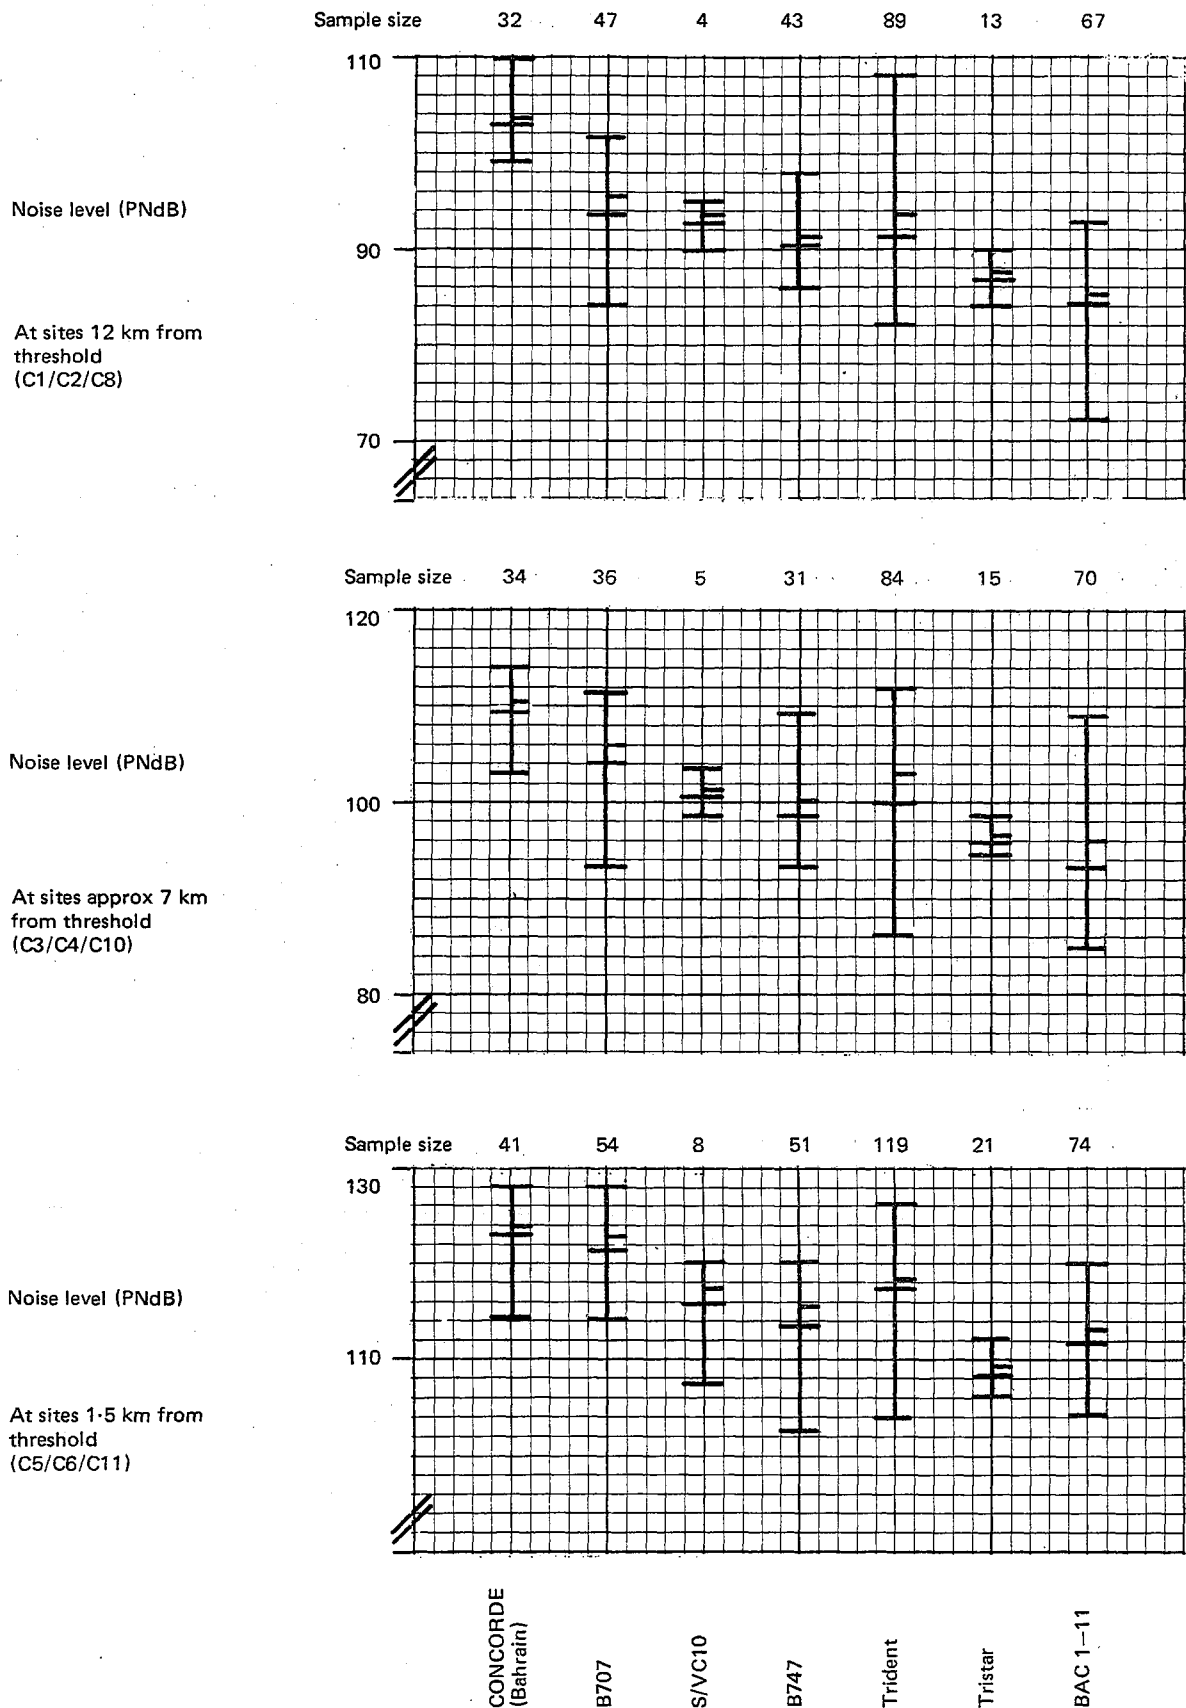 Sample size 32 47 4 43 89 13 67
110
Noise level (PNdB)
90
At sites 12 km from
threshold
(C1/C2/C8)
70
Sample size 34 36 5 31 84 15 70
120
Noise level (PNdB)
100
At sites approx 7 km
from threshold
(C3/C4/C10)
80
Sample size 41 54 8 51 119 21 74
130
Noise level (PNdB)
110
At sites 1·5 km from
threshold
(C5/C6/C11)
CONCORDE
(Bahrain)
B707
S/VC10
B747
Trident
Tristar
BAC 1–11